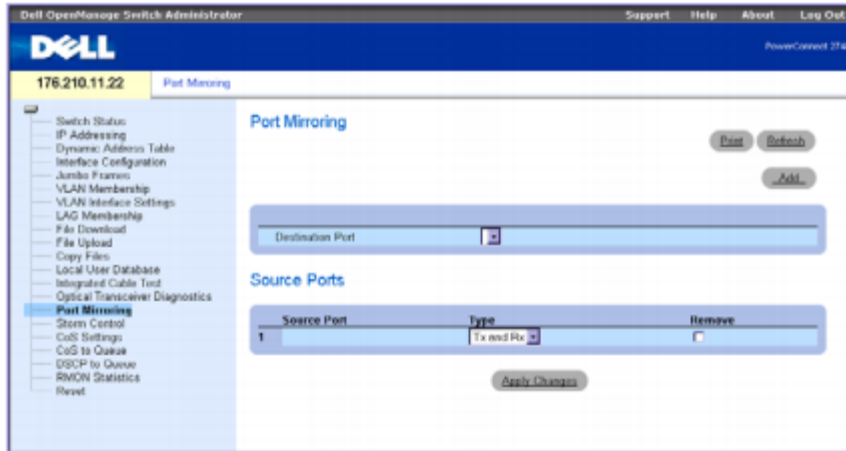 Dell OpenManage Switch Administrator
Support Help About Log Out
DELL
PowerConnect 274
176.210.11.22
Port Mirroring
Switch Status
IP Addressing
Dynamic Address Table
Interface Configuration
Jumbo Frames
VLAN Membership
VLAN Interface Settings
LAG Membership
File Download
File Upload
Copy Files
Local User Database
Integrated Cable Test
Optical Transceiver Diagnostics
Port Mirroring
Storm Control
CoS Settings
CoS to Queue
DSCP to Queue
RMON Statistics
Reset
Port Mirroring
Print Refresh
Add
Destination Port
Source Ports
Source Port Type Remove
1 Tx and Rx
Apply Changes